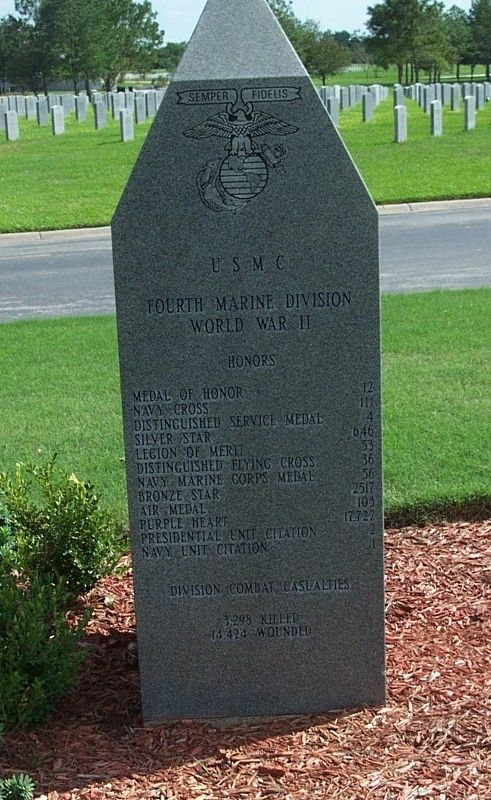 SEMPER FIDELIS
U S M C
FOURTH MARINE DIVISION
WORLD WAR II
HONORS
MEDAL OF HONOR 12
NAVY CROSS 111
DISTINGUISHED SERVICE MEDAL 4
SILVER STAR 646
LEGION OF MERIT 53
DISTINGUISHED FLYING CROSS 36
NAVY MARINE CORPS MEDAL 56
BRONZE STAR 2517
AIR MEDAL 103
PURPLE HEART 17,722
PRESIDENTIAL UNIT CITATION 2
NAVY UNIT CITATION 1
DIVISION COMBAT CASUALTIES
3,298 KILLED
14,424 WOUNDED